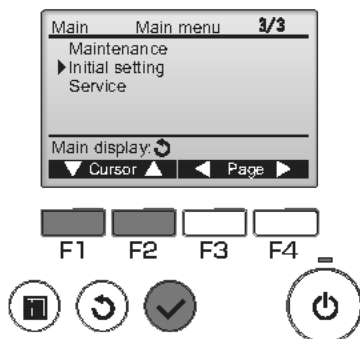 Main Main menu 3/3
Maintenance
▶Initial setting
Service
Main display:
▼ Cursor ▲ ◀ Page ▶
F1 F2 F3 F4